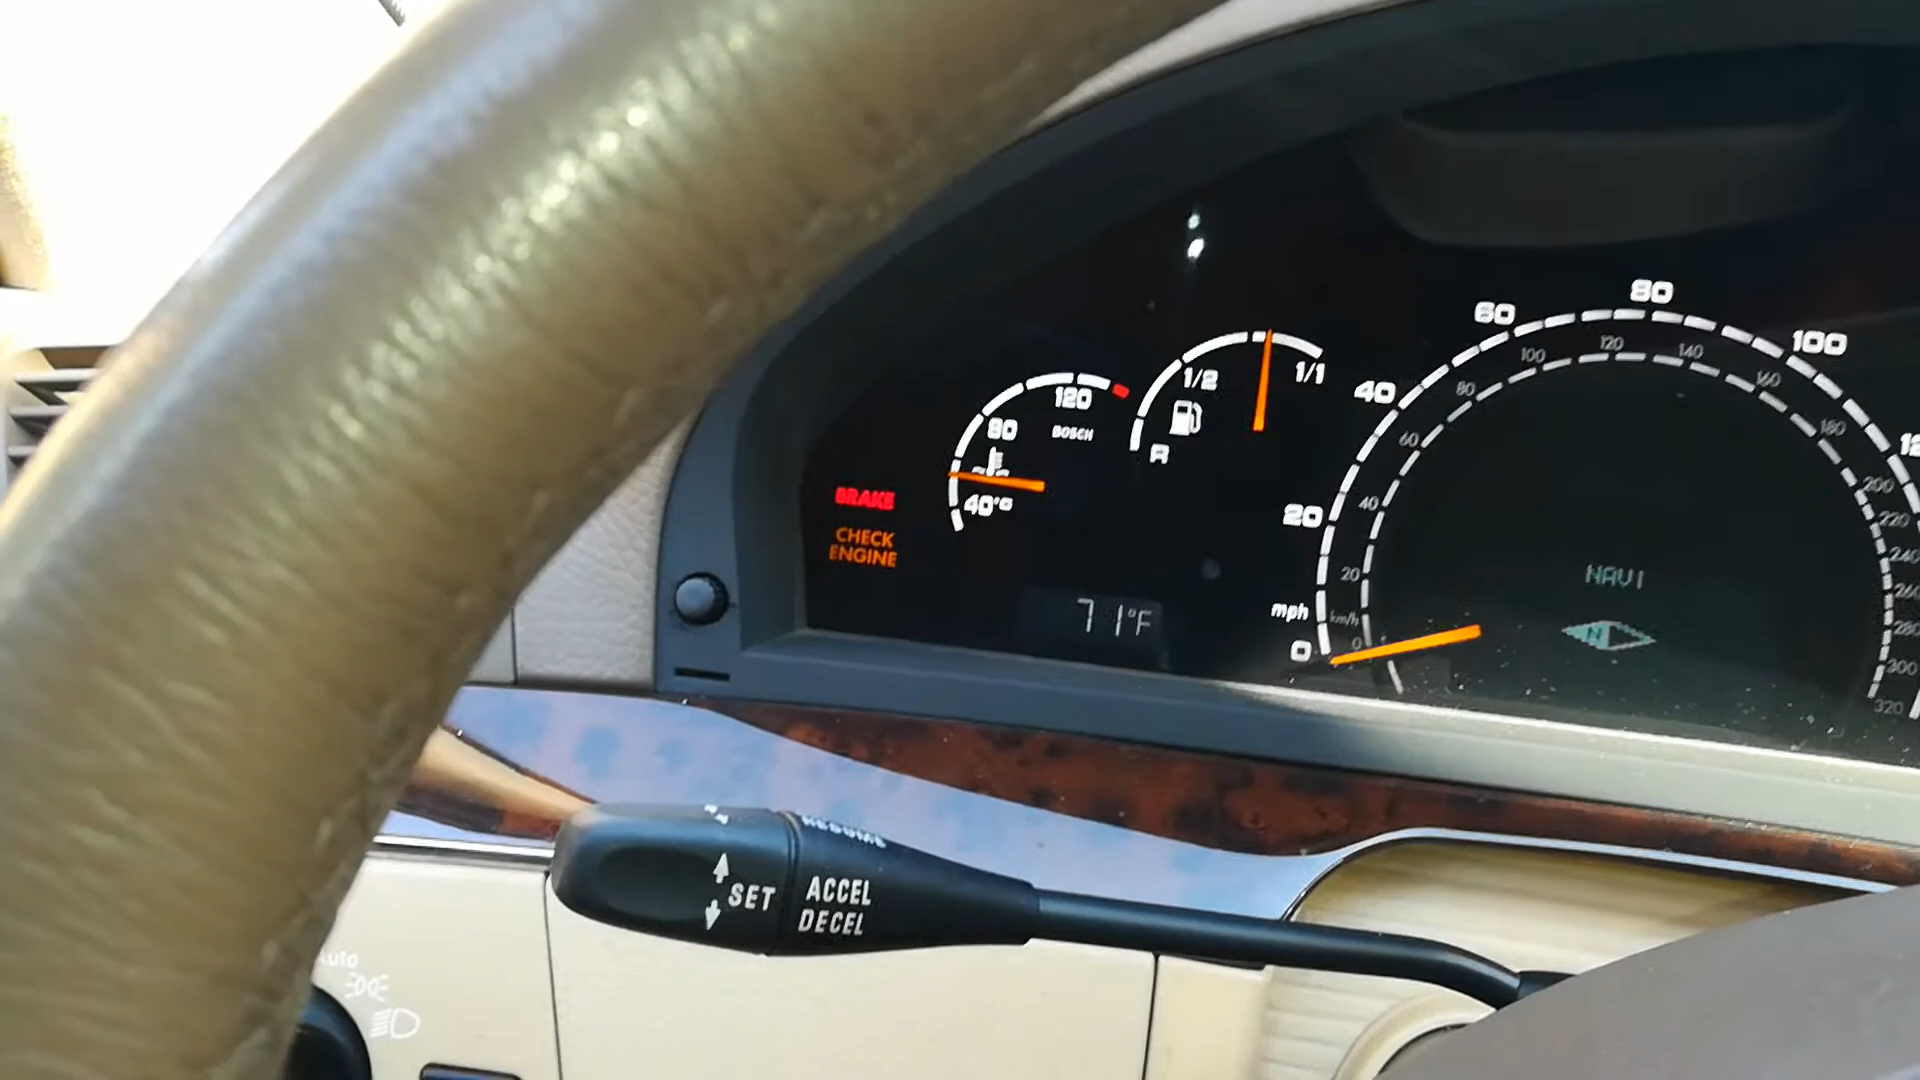 60
80
100
100
120
140
160
180
200
220
240
260
280
300
320
40
80
60
40
20
20
mph
km/h
0
0
NAVI
N
1/2
1/1
R
120
80
BOSCH
40°C
BRAKE
CHECK
ENGINE
71°F
RESUME
SET
ACCEL
DECEL
Auto